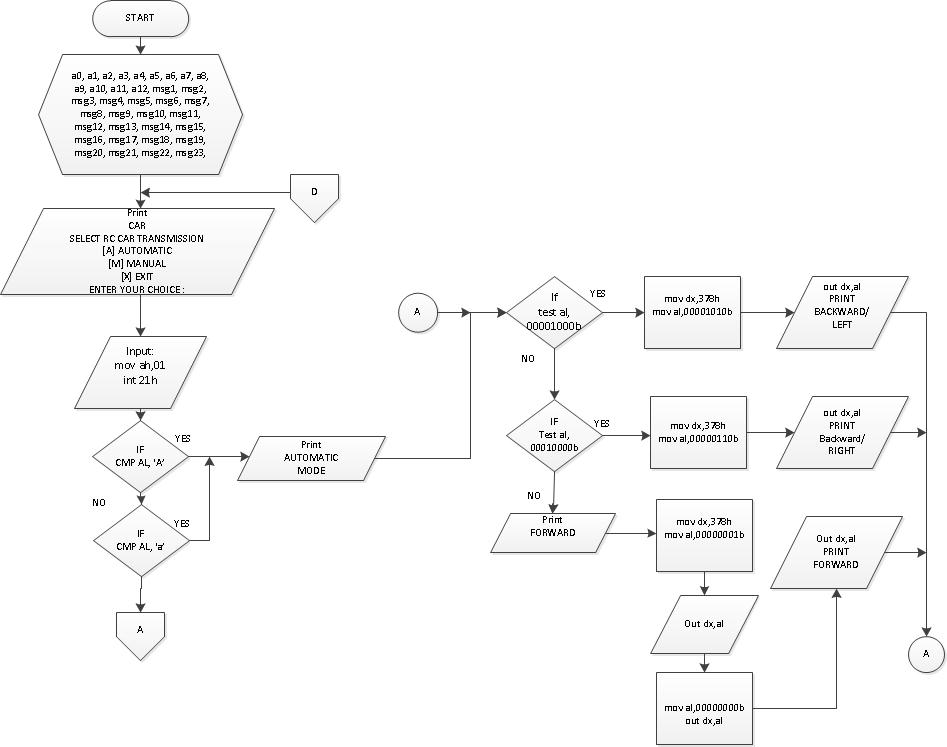 START
a0, a1, a2, a3, a4, a5, a6, a7, a8,
a9, a10, a11, a12, msg1, msg2,
msg3, msg4, msg5, msg6, msg7,
msg8, msg9, msg10, msg11,
msg12, msg13, msg14, msg15,
msg16, msg17, msg18, msg19,
msg20, msg21, msg22, msg23,
D
Print
CAR
SELECT RC CAR TRANSMISSION
[A] AUTOMATIC
[M] MANUAL
[X] EXIT
ENTER YOUR CHOICE :
Input:
mov ah,01
int 21h
IF
CMP AL, 'A'
YES
NO
IF
CMP AL, 'a'
YES
A
Print
AUTOMATIC
MODE
A
If
test al,
00001000b
YES
NO
mov dx,378h
mov al,00001010b
out dx,al
PRINT
BACKWARD/
LEFT
IF
Test al,
00010000b
YES
NO
mov dx,378h
mov al,00000110b
out dx,al
PRINT
Backward/
RIGHT
Print
FORWARD
mov dx,378h
mov al,00000001b
Out dx,al
mov al,00000000b
out dx,al
Out dx,al
PRINT
FORWARD
A